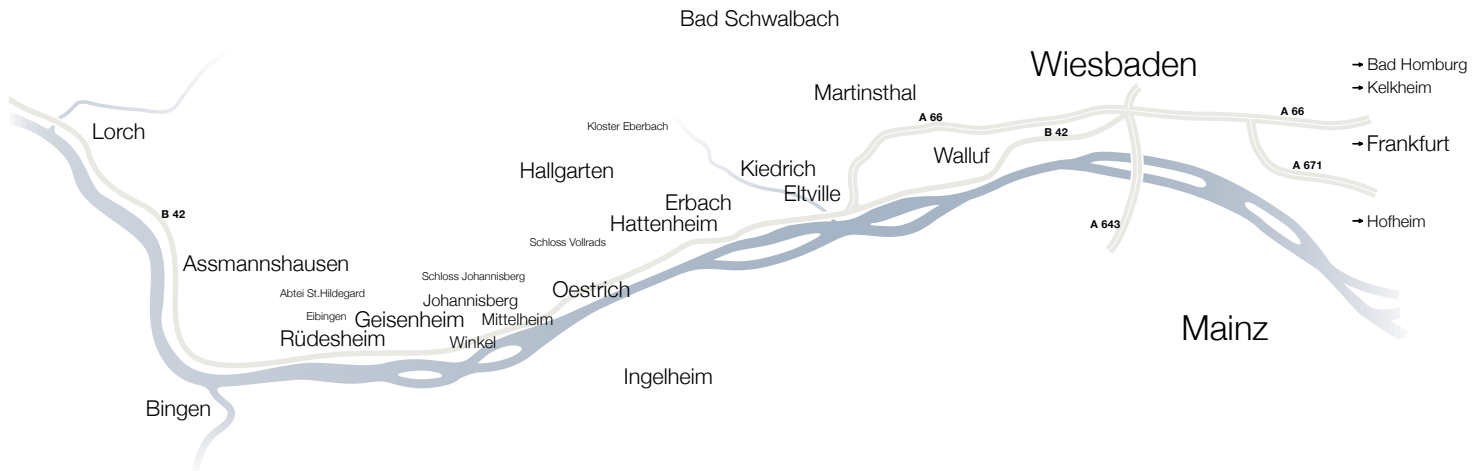 Bad Schwalbach
Wiesbaden
→ Bad Homburg
→ Kelkheim
Martinsthal
A 66
A 66
Kloster Eberbach
Lorch
B 42
→ Frankfurt
Walluf
Hallgarten
Kiedrich
A 671
Eltville
Erbach
B 42
Hattenheim
A 643
→ Hofheim
Schloss Vollrads
Assmannshausen
Schloss Johannisberg
Abtei St.Hildegard
Oestrich
Johannisberg
Eibingen
Geisenheim
Mittelheim
Mainz
Rüdesheim
Winkel
Ingelheim
Bingen